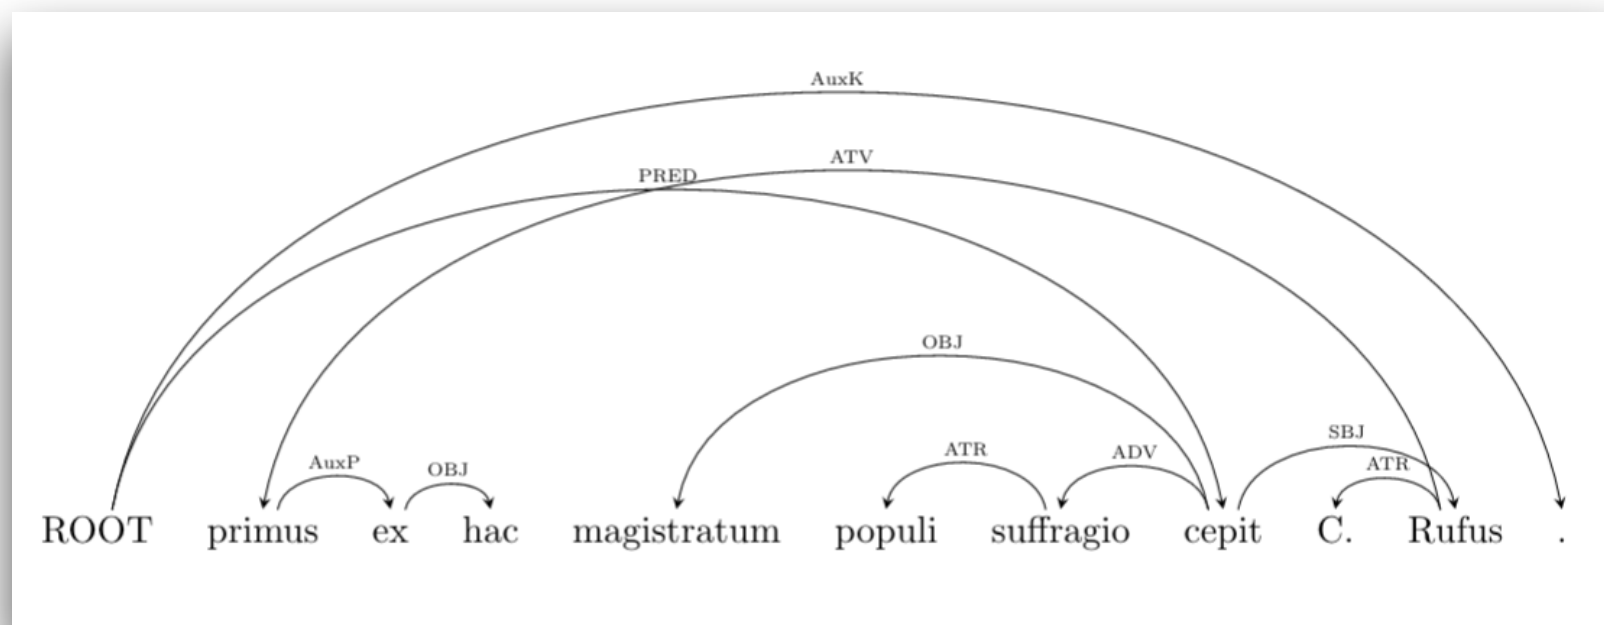 AuxK
ATV
PRED
OBJ
SBJ
ATR ADV
AuxP OBJ ATR
ROOT primus ex hac magistratum populi suffragio cepit C. Rufus .